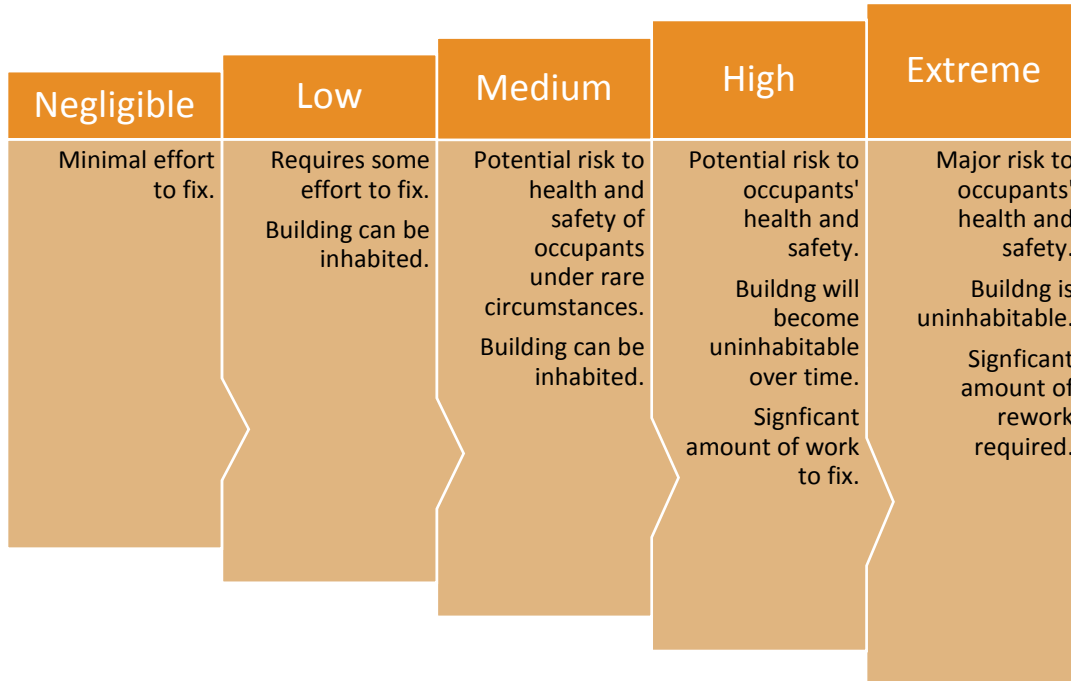 Negligible
Minimal effort
to fix.
Low
Requires some
effort to fix.
Building can be
inhabited.
Medium
Potential risk to
health and
safety of
occupants
under rare
circumstances.
Building can be
inhabited.
High
Potential risk to
occupants'
health and
safety.
Buildng will
become
uninhabitable
over time.
Signficant
amount of work
to fix.
Extreme
Major risk to
occupants'
health and
safety.
Buildng is
uninhabitable.
Signficant
amount of
rework
required.